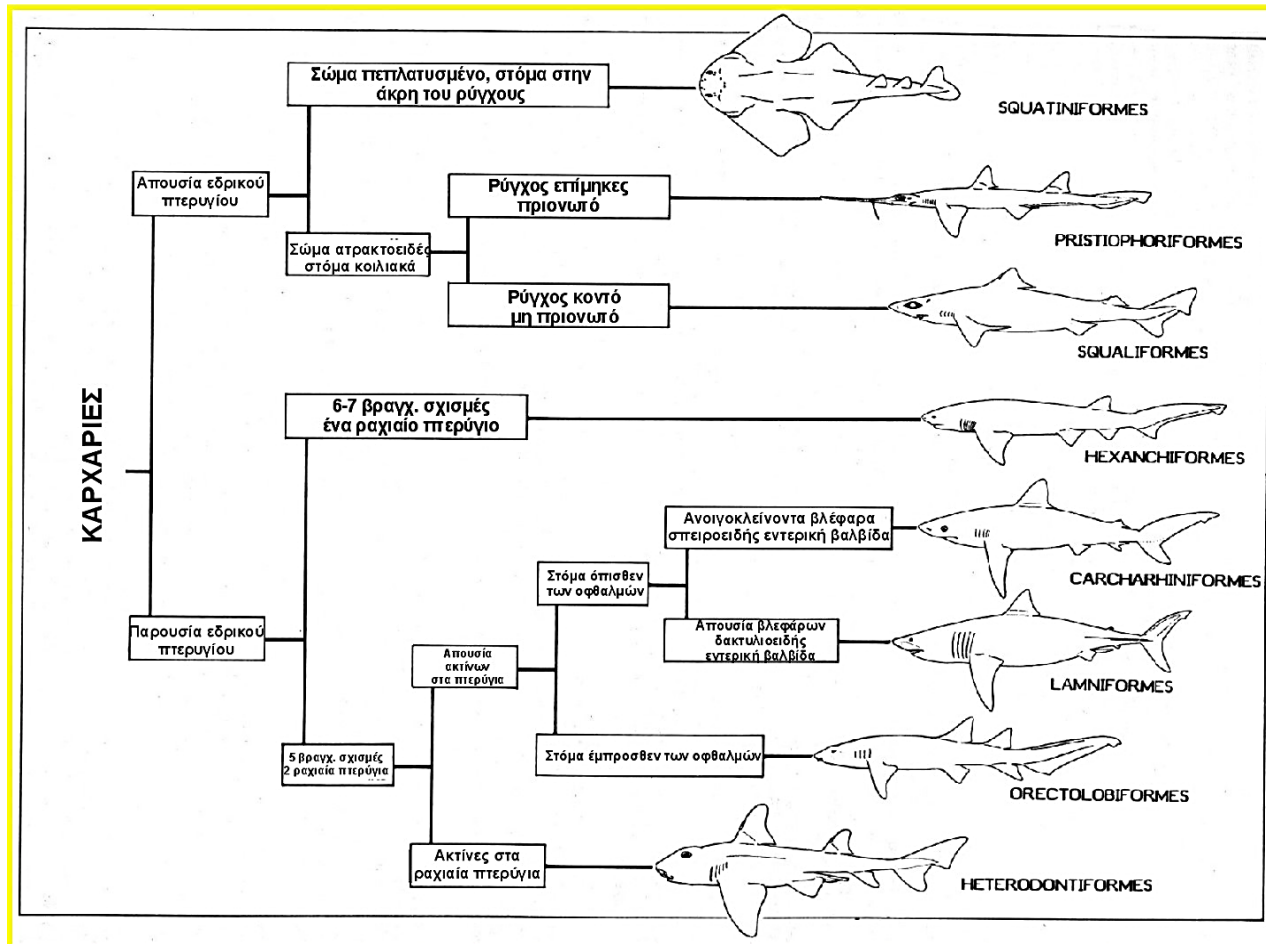 Σώμα πεπλατυσμένο, στόμα στην
άκρη του ρύγχους
SQUATINIFORMES
Απουσία εδρικού
πτερυγίου
Ρύγχος επίμηκες
πριονωτό
PRISTIOPHORIFORMES
Σώμα ατρακτοειδές
στόμα κοιλιακά
Ρύγχος κοντό
μη πριονωτό
SQUALIFORMES
ΚΑΡΧΑΡΙΕΣ
6-7 βραγχ. σχισμές
ένα ραχιαίο πτερύγιο
HEXANCHIFORMES
Ανοιγοκλείνοντα βλέφαρα
σπειροειδής εντερική βαλβίδα
CARCHARHINIFORMES
Στόμα όπισθεν
των οφθαλμών
Παρουσία εδρικού
πτερυγίου
Απουσία βλεφάρων
δακτυλιοειδής
εντερική βαλβίδα
LAMNIFORMES
Απουσία
ακτίνων
στα πτερύγια
5 βραγχ. σχισμές
2 ραχιαία πτερύγια
Στόμα έμπροσθεν των οφθαλμών
ORECTOLOBIFORMES
Ακτίνες στα
ραχιαία πτερύγια
HETERODONTIFORMES